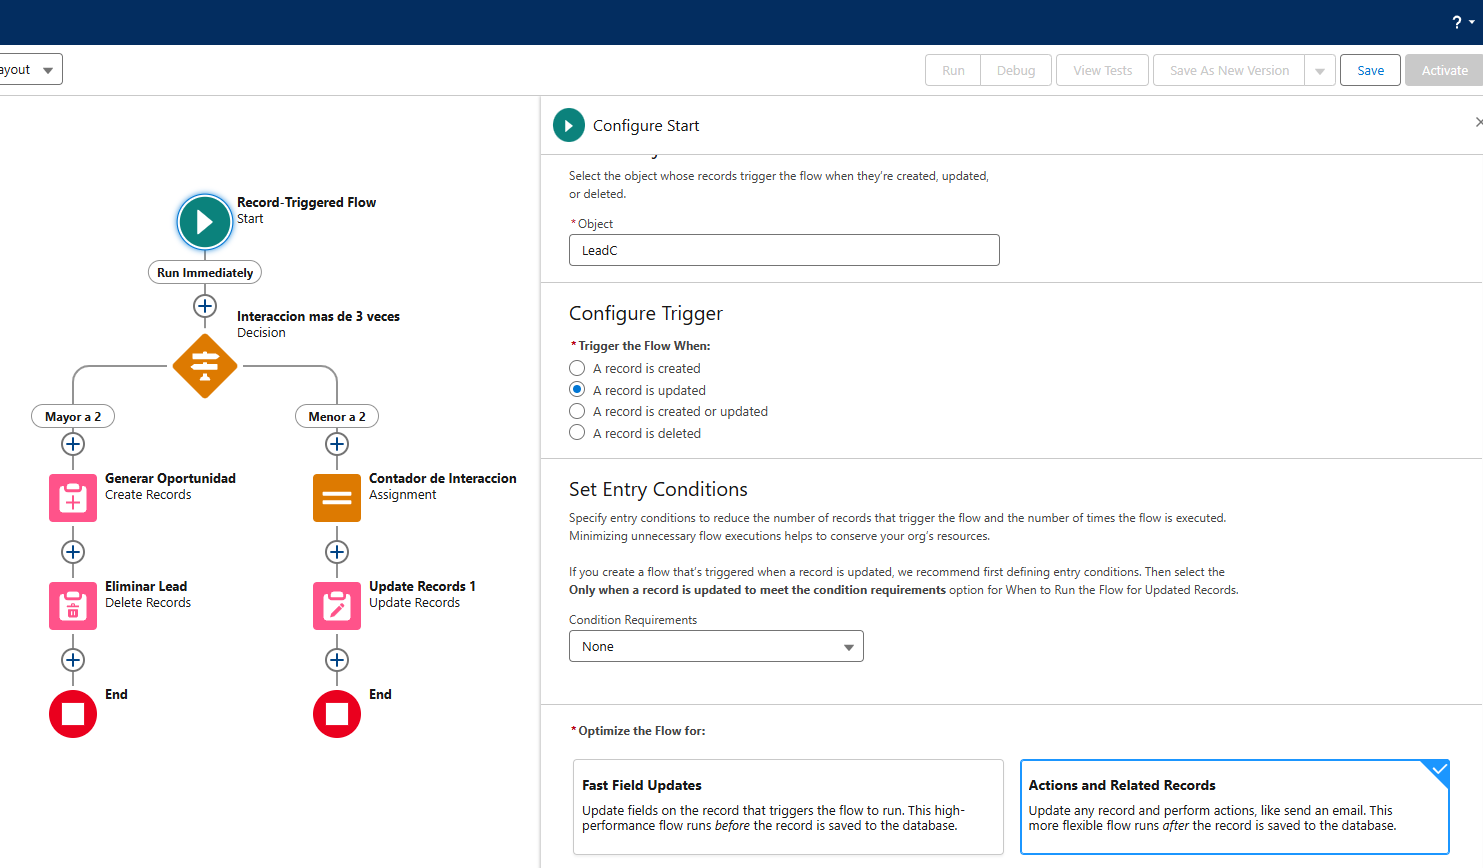 ?
ayout
Run
Debug
View Tests
Save As New Version
Save
Activate
Configure Start
Select the object whose records trigger the flow when they're created, updated,
or deleted.
*Object
LeadC
Configure Trigger
*Trigger the Flow When:
A record is created
A record is updated
A record is created or updated
A record is deleted
Set Entry Conditions
Specify entry conditions to reduce the number of records that trigger the flow and the number of times the flow is executed.
Minimizing unnecessary flow executions helps to conserve your org's resources.
If you create a flow that's triggered when a record is updated, we recommend first defining entry conditions. Then select the
Only when a record is updated to meet the condition requirements option for When to Run the Flow for Updated Records.
Condition Requirements
None
*Optimize the Flow for:
Fast Field Updates
Update fields on the record that triggers the flow to run. This high-
performance flow runs before the record is saved to the database.
Actions and Related Records
Update any record and perform actions, like send an email. This
more flexible flow runs after the record is saved to the database.
Record-Triggered Flow
Start
Run Immediately
Interaccion mas de 3 veces
Decision
Mayor a 2
Menor a 2
Generar Oportunidad
Create Records
Contador de Interaccion
Assignment
Eliminar Lead
Delete Records
Update Records 1
Update Records
End
End